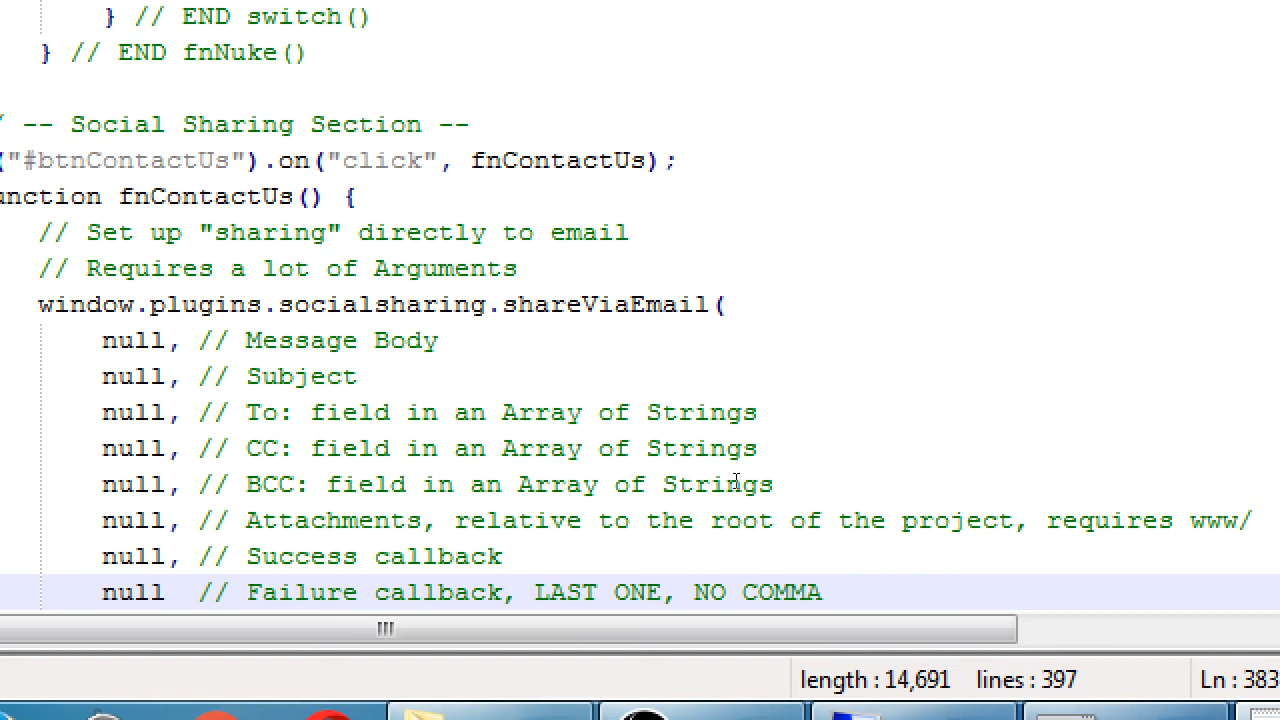 } // END switch()
} // END fnNuke()
/ -- Social Sharing Section --
("#btnContactUs").on("click", fnContactUs);
unction fnContactUs() {
// Set up "sharing" directly to email
// Requires a lot of Arguments
window.plugins.socialsharing.shareViaEmail(
null, // Message Body
null, // Subject
null, // To: field in an Array of Strings
null, // CC: field in an Array of Strings
null, // BCC: field in an Array of Strings
null, // Attachments, relative to the root of the project, requires www/
null, // Success callback
null // Failure callback, LAST ONE, NO COMMA
length : 14,691 lines : 397 Ln : 383